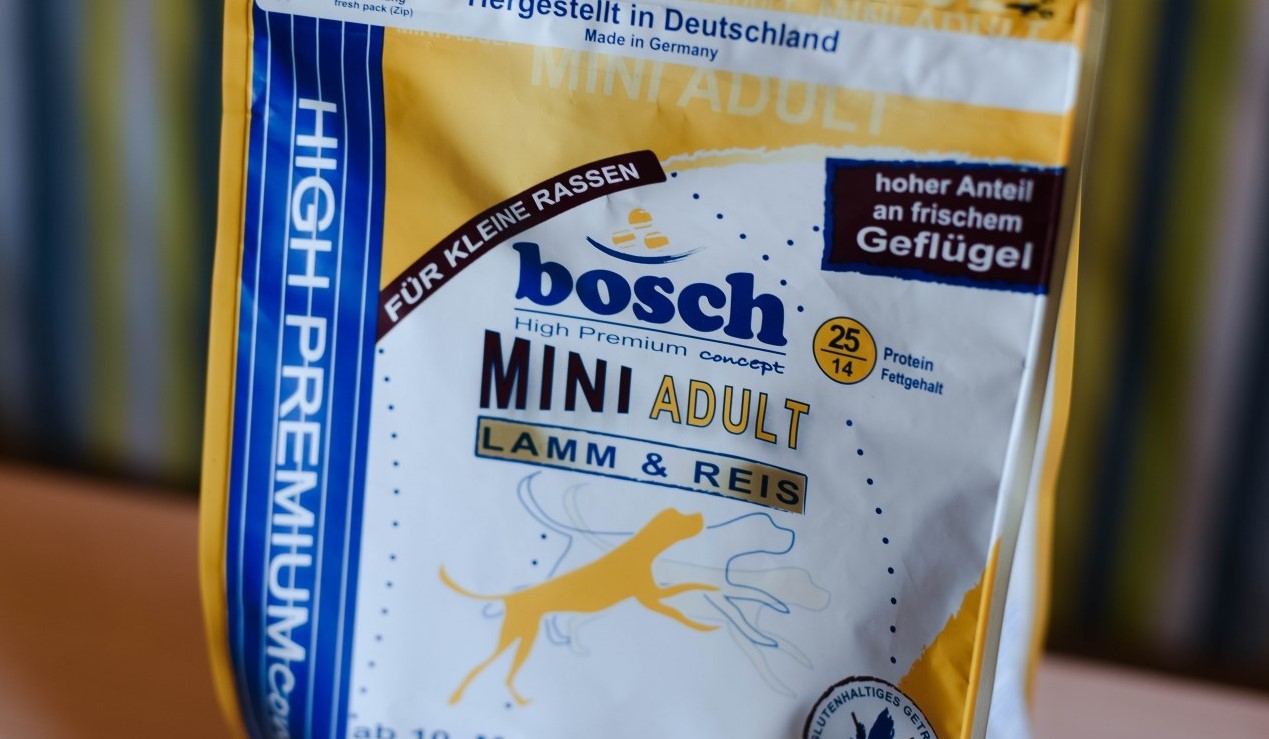 fresh pack (Zip)
Hergestellt in Deutschland
Made in Germany
MINI ADULT
HIGH PREMIUM
FÜR KLEINE RASSEN
hoher Anteil
an frischem
Geflügel
bosch
High Premium concept
25
14
Protein
Fettgehalt
MINI ADULT
LAMM & REIS
ab